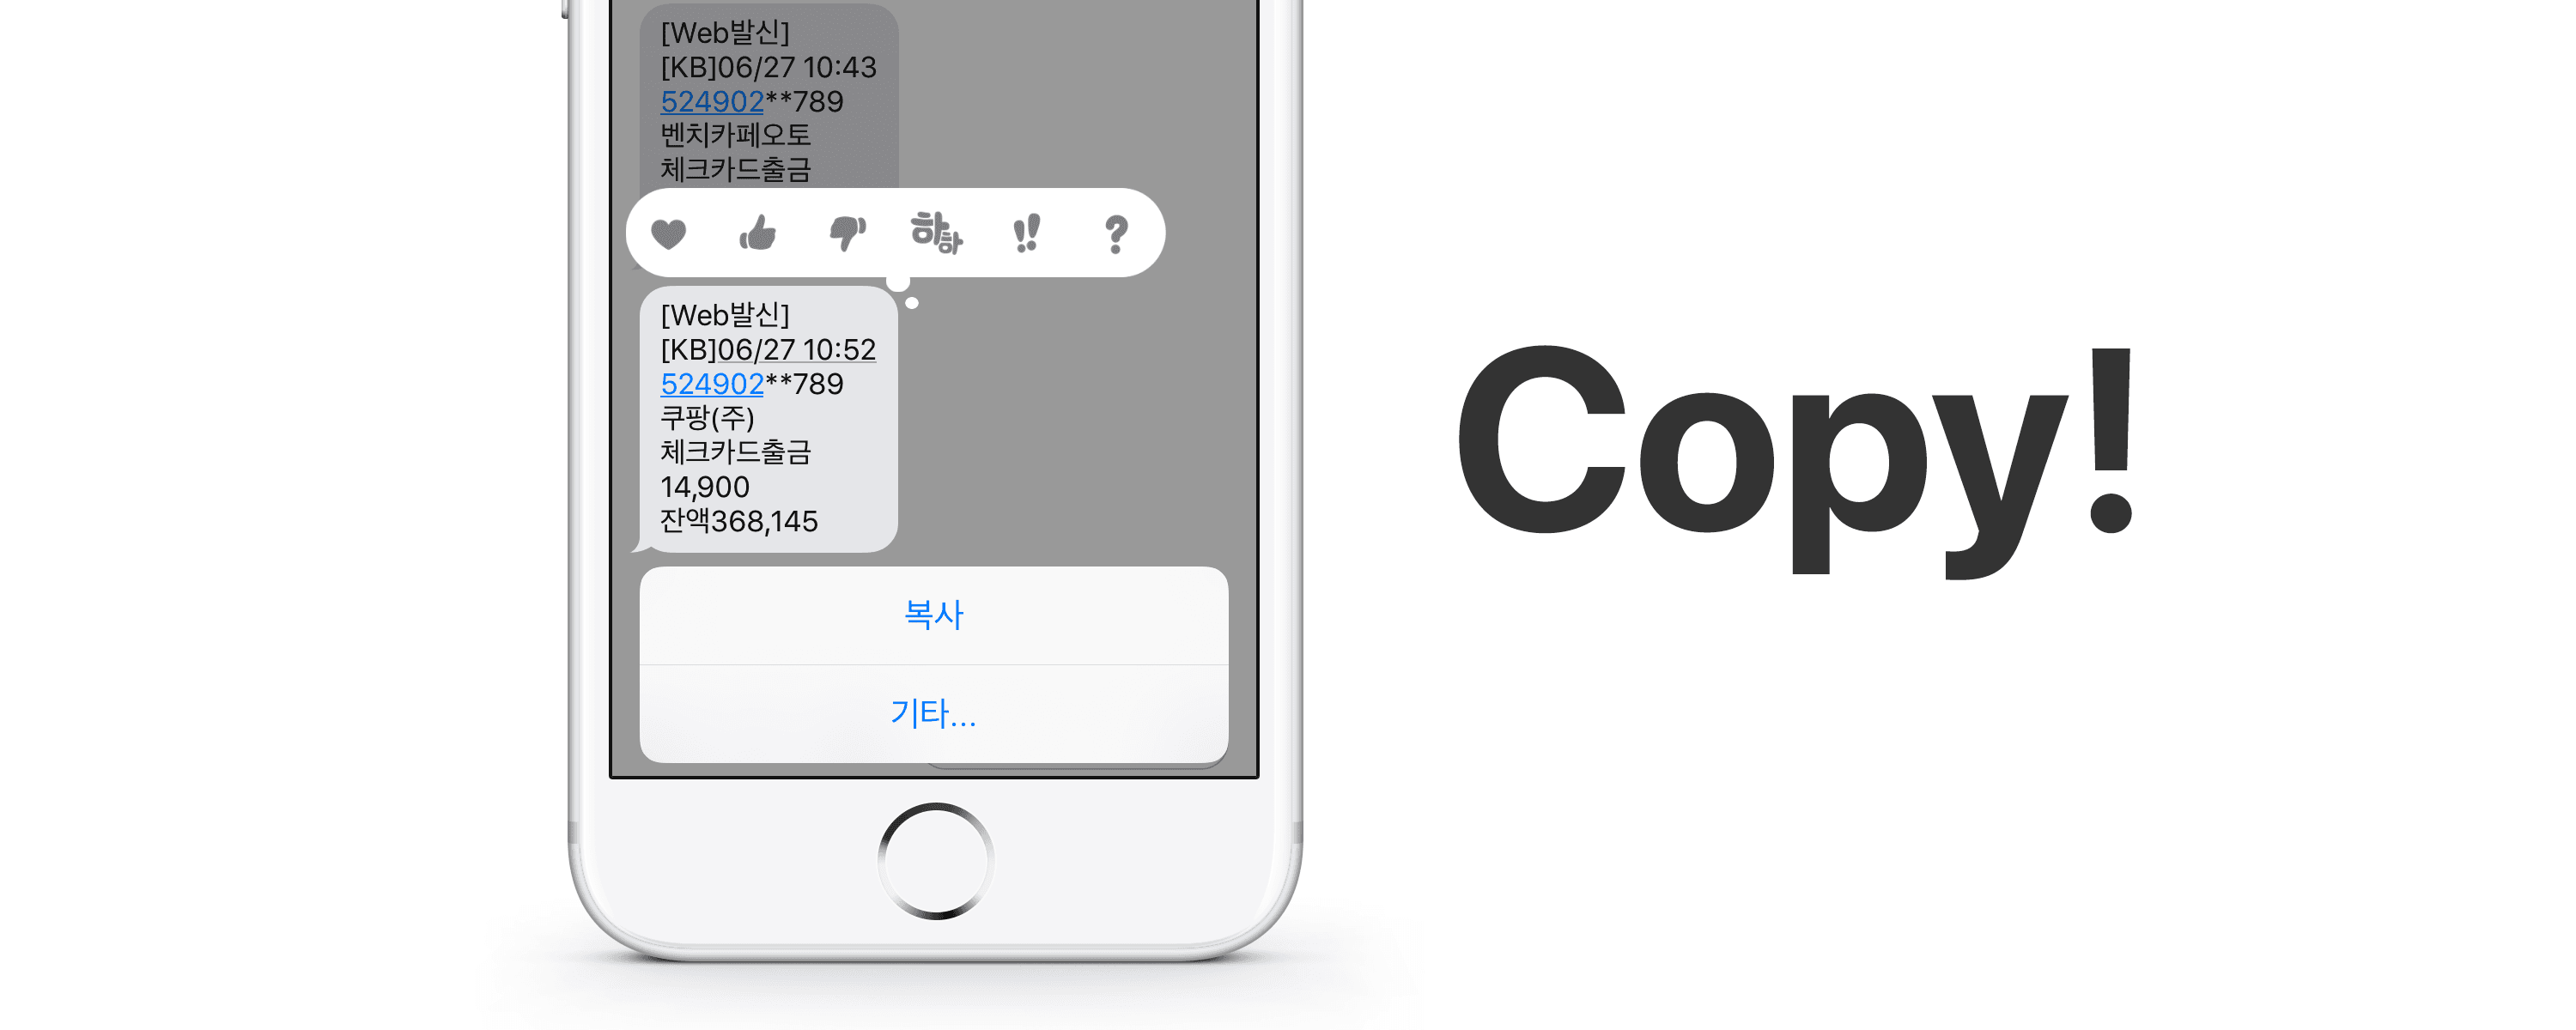 [Web발신]
[KB]06/27 10:43
524902**789
벤치카페오토
체크카드출금
하하
!!
?
[Web발신]
[KB]06/27 10:52
524902**789
쿠팡(주)
체크카드출금
14,900
잔액368,145
복사
기타...
Copy!